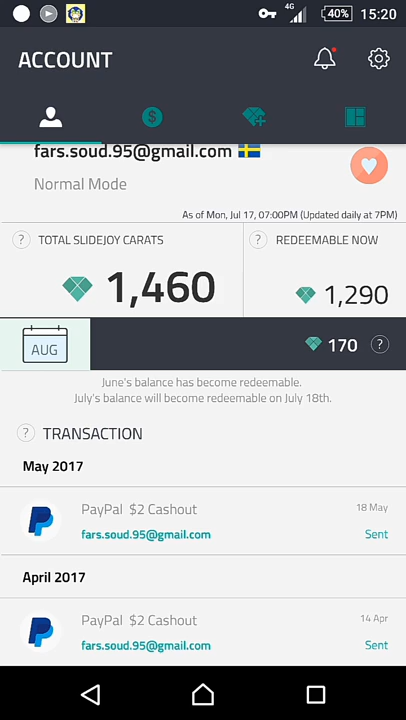 4G 40% 15:20
ACCOUNT
fars.soud.95@gmail.com
Normal Mode
As of Mon, Jul 17, 07:00PM (Updated daily at 7PM)
? TOTAL SLIDEJOY CARATS
? REDEEMABLE NOW
1,460
1,290
AUG
170 ?
June's balance has become redeemable.
July's balance will become redeemable on July 18th.
? TRANSACTION
May 2017
PayPal $2 Cashout 18 May
fars.soud.95@gmail.com Sent
April 2017
PayPal $2 Cashout 14 Apr
fars.soud.95@gmail.com Sent